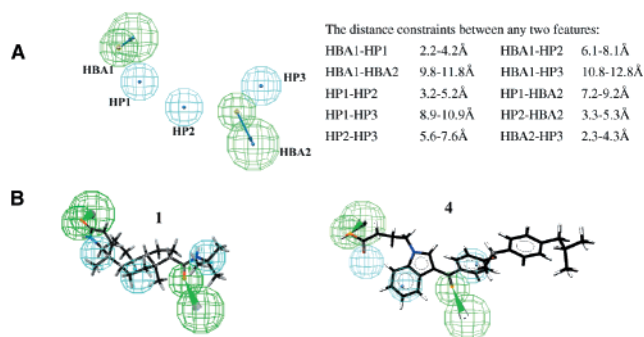 A
HBA1
HP1
HP2
HP3
HBA2
The distance constraints between any two features:
HBA1-HP1 2.2-4.2Å HBA1-HP2 6.1-8.1Å
HBA1-HBA2 9.8-11.8Å HBA1-HP3 10.8-12.8Å
HP1-HP2 3.2-5.2Å HP1-HBA2 7.2-9.2Å
HP1-HP3 8.9-10.9Å HP2-HBA2 3.3-5.3Å
HP2-HP3 5.6-7.6Å HBA2-HP3 2.3-4.3Å
B
1
4